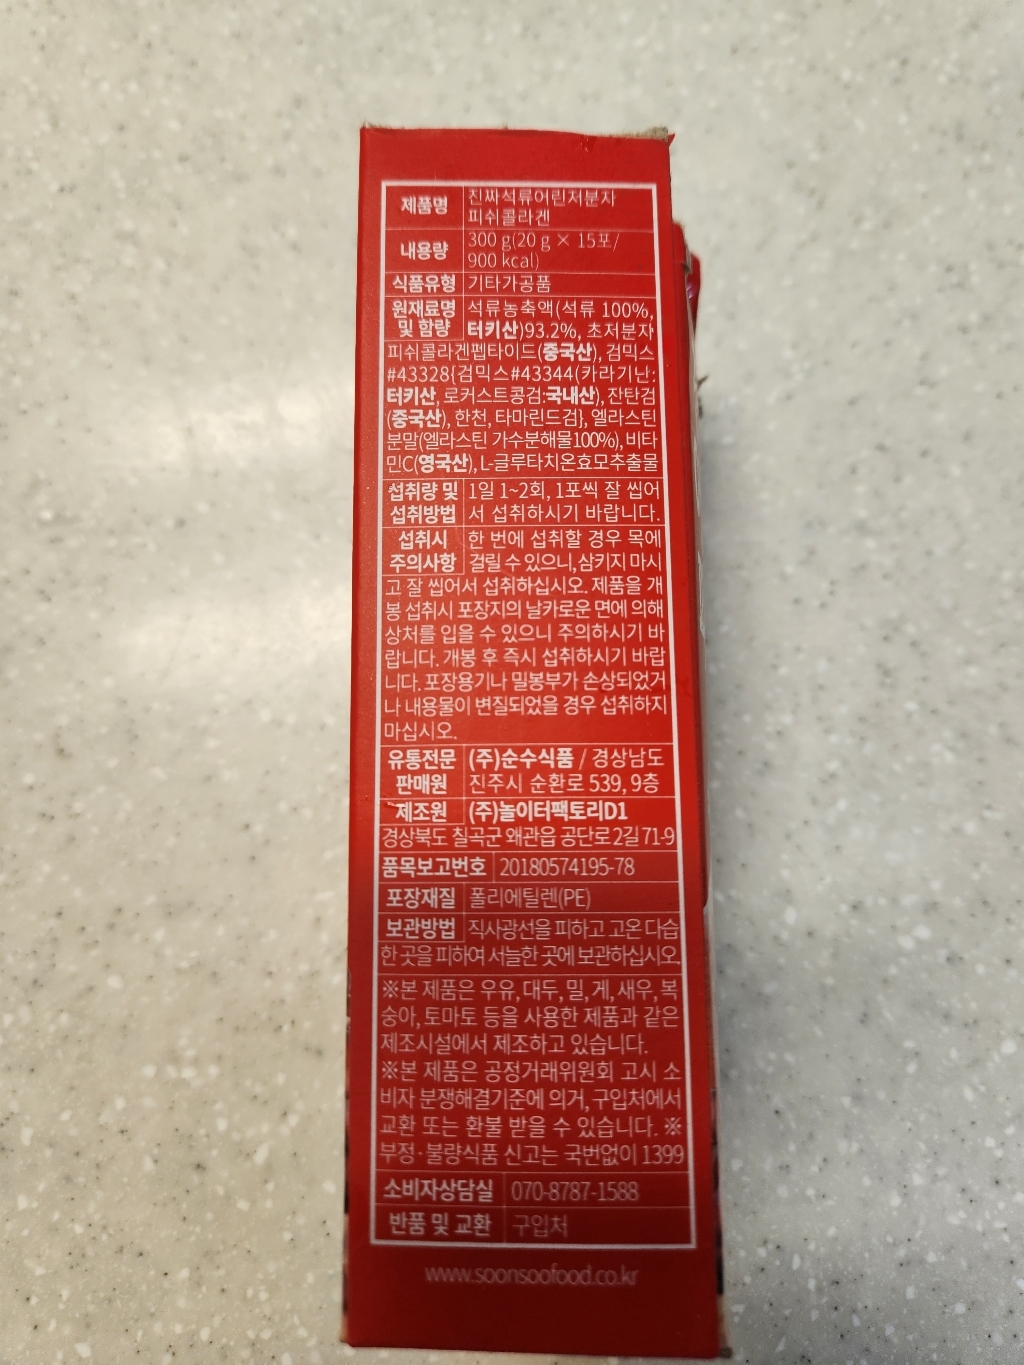 제품명 진짜석류어린저분자
피쉬콜라겐
내용량 300 g(20 g × 15포/
900 kcal)
식품유형 기타가공품
원재료명 석류농축액(석류 100%,
및 함량 터키산)93.2%, 초저분자
피쉬콜라겐펩타이드(중국산), 검믹스
#43328{검믹스#43344(카라기난:
터키산, 로커스트콩검:국내산), 잔탄검
(중국산), 한천, 타마린드검}, 엘라스틴
분말(엘라스틴 가수분해물100%), 비타
민C(영국산), L-글루타치온효모추출물
섭취량 및 1일 1~2회, 1포씩 잘 씹어
섭취방법 서 섭취하시기 바랍니다.
섭취시 한 번에 섭취할 경우 목에
주의사항 걸릴 수 있으니,삼키지 마시
고 잘 씹어서 섭취하십시오. 제품을 개
봉 섭취시 포장지의 날카로운 면에 의해
상처를 입을 수 있으니 주의하시기 바
랍니다. 개봉 후 즉시 섭취하시기 바랍
니다. 포장용기나 밀봉부가 손상되었거
나 내용물이 변질되었을 경우 섭취하지
마십시오.
유통전문 (주)순수식품 / 경상남도
판매원 진주시 순환로 539, 9층
제조원 (주)놀이터팩토리D1
경상북도 칠곡군 왜관읍 공단로2길 71-9
품목보고번호 20180574195-78
포장재질 폴리에틸렌(PE)
보관방법 직사광선을 피하고 고온 다습
한 곳을 피하여 서늘한 곳에 보관하십시오.
※본 제품은 우유, 대두, 밀, 게, 새우, 복
숭아, 토마토 등을 사용한 제품과 같은
제조시설에서 제조하고 있습니다.
※본 제품은 공정거래위원회 고시 소
비자 분쟁해결기준에 의거, 구입처에서
교환 또는 환불 받을 수 있습니다. ※
부정·불량식품 신고는 국번없이 1399
소비자상담실 070-8787-1588
반품 및 교환 구입처
www.soonsoofood.co.kr